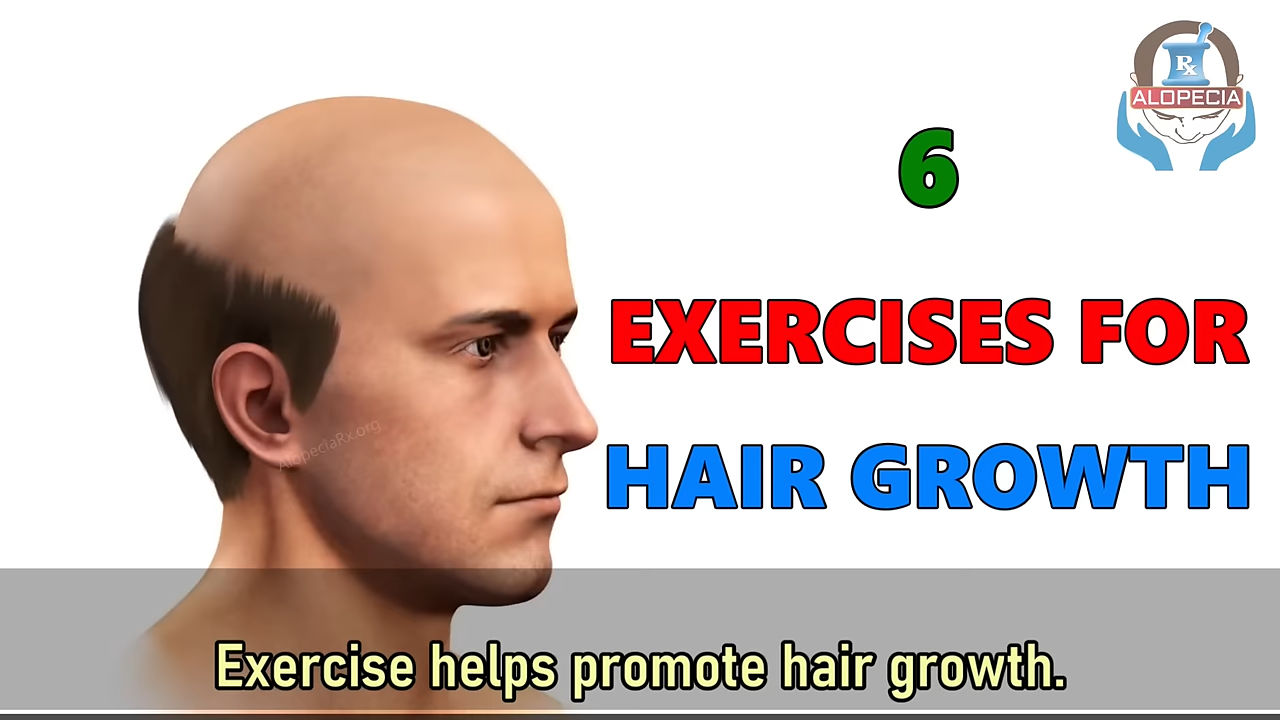 Rx
ALOPECIA
6
EXERCISES FOR
HAIR GROWTH
AlopeciaRx.org
Exercise helps promote hair growth.